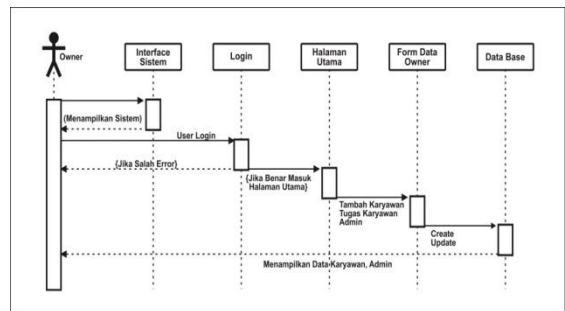 Owner
Interface
Sistem
Login
Halaman
Utama
Form Data
Owner
Data Base
(Menampilkan Sistem)
User Login
{Jika Salah Error}
{Jika Benar Masuk
Halaman Utama}
Tambah Karyawan
Tugas Karyawan
Admin
Create
Update
Menampilkan Data-Karyawan, Admin